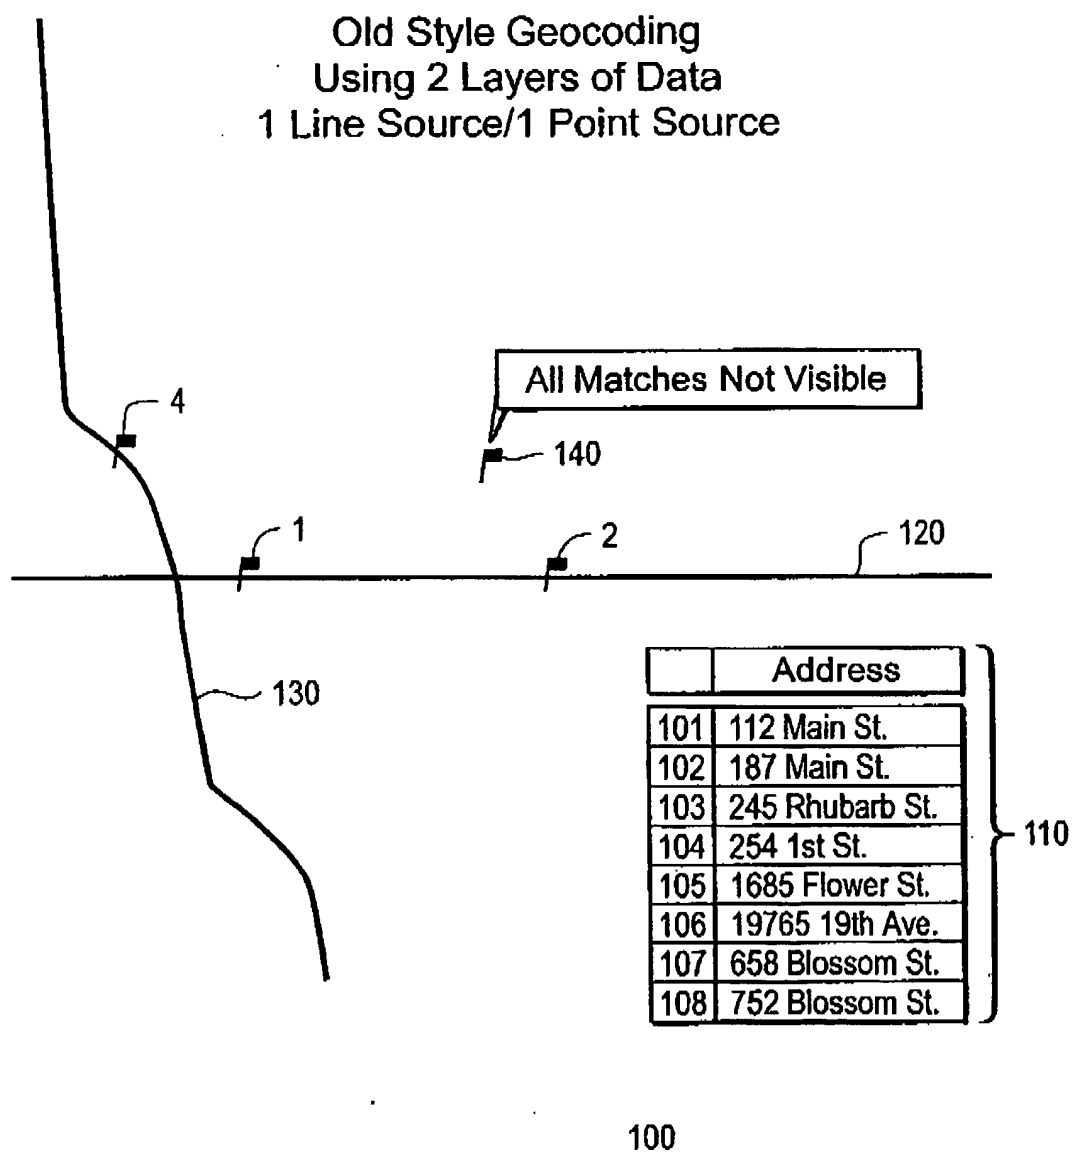 Old Style Geocoding
Using 2 Layers of Data
1 Line Source/1 Point Source
All Matches Not Visible
4
140
1
2
120
130
Address
101 112 Main St.
102 187 Main St.
103 245 Rhubarb St.
104 254 1st St.
105 1685 Flower St.
106 19765 19th Ave.
107 658 Blossom St.
108 752 Blossom St.
110
100